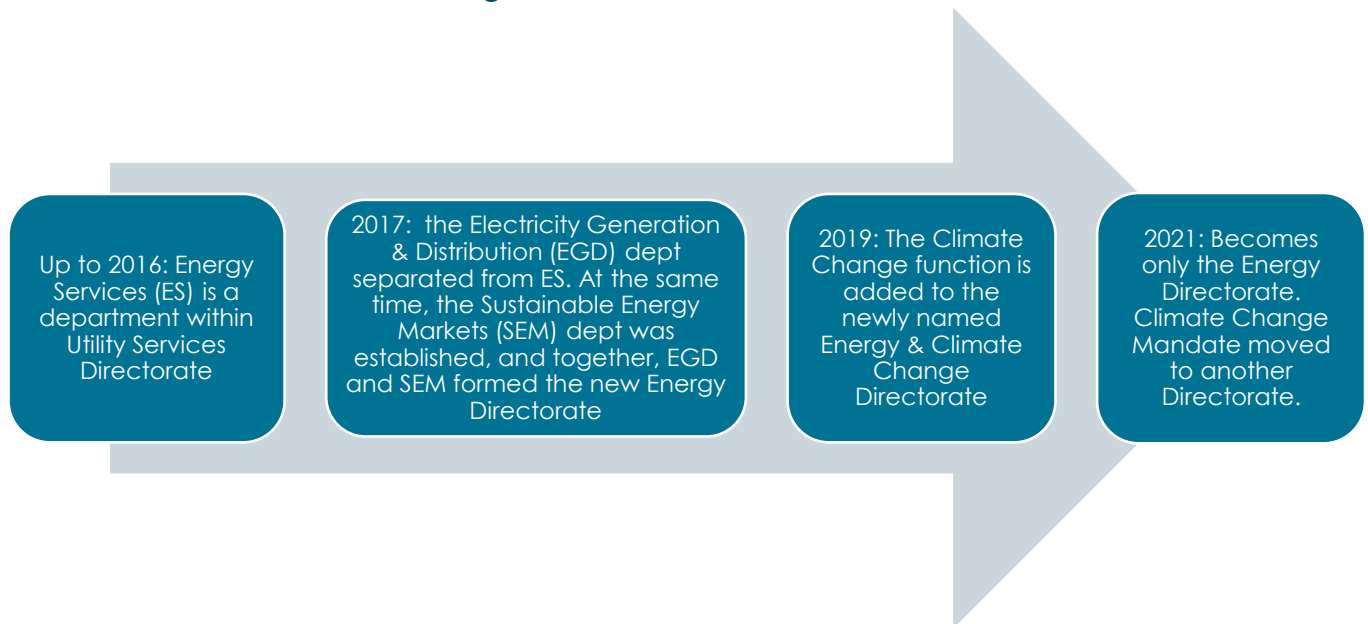 Up to 2016: Energy
Services (ES) is a
department within
Utility Services
Directorate
2017:  the Electricity Generation
& Distribution (EGD) dept
separated from ES. At the same
time, the Sustainable Energy
Markets (SEM) dept was
established, and together, EGD
and SEM formed the new Energy
Directorate
2019: The Climate
Change function is
added to the
newly named
Energy & Climate
Change
Directorate
2021: Becomes
only the Energy
Directorate.
Climate Change
Mandate moved
to another
Directorate.